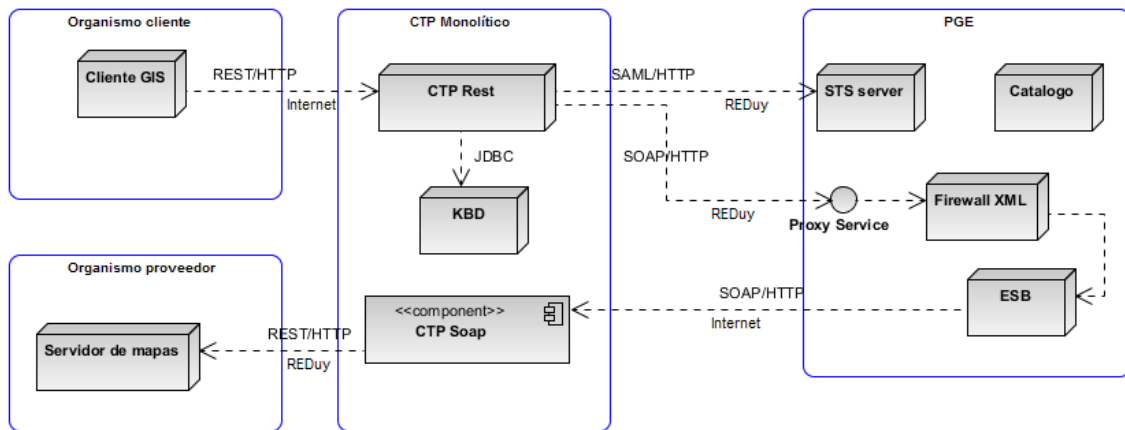 Organismo cliente
CTP Monolítico
PGE
Cliente GIS
REST/HTTP
Internet
CTP Rest
SAML/HTTP
REDuy
STS server
Catalogo
JDBC
SOAP/HTTP
KBD
REDuy
Proxy Service
Firewall XML
Organismo proveedor
Servidor de mapas
REST/HTTP
REDuy
<<component>>
CTP Soap
SOAP/HTTP
Internet
ESB